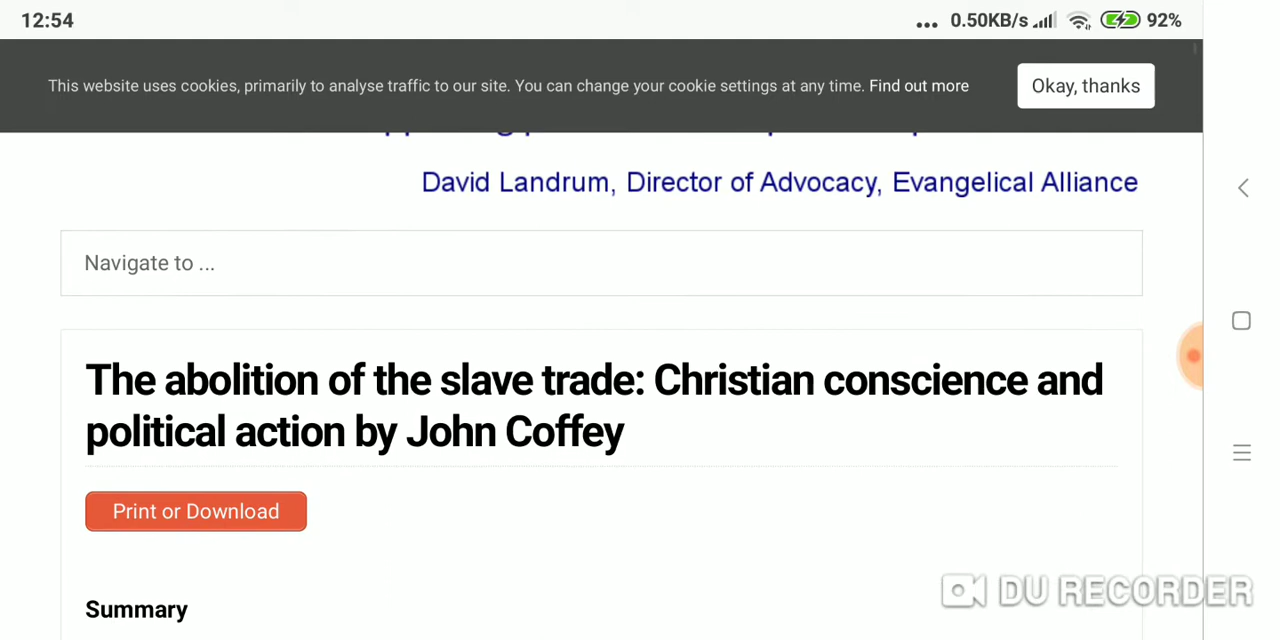 12:54
... 0.50KB/s 92%
This website uses cookies, primarily to analyse traffic to our site. You can change your cookie settings at any time. Find out more
Okay, thanks
David Landrum, Director of Advocacy, Evangelical Alliance
Navigate to ...
The abolition of the slave trade: Christian conscience and
political action by John Coffey
Print or Download
Summary
DU RECORDER